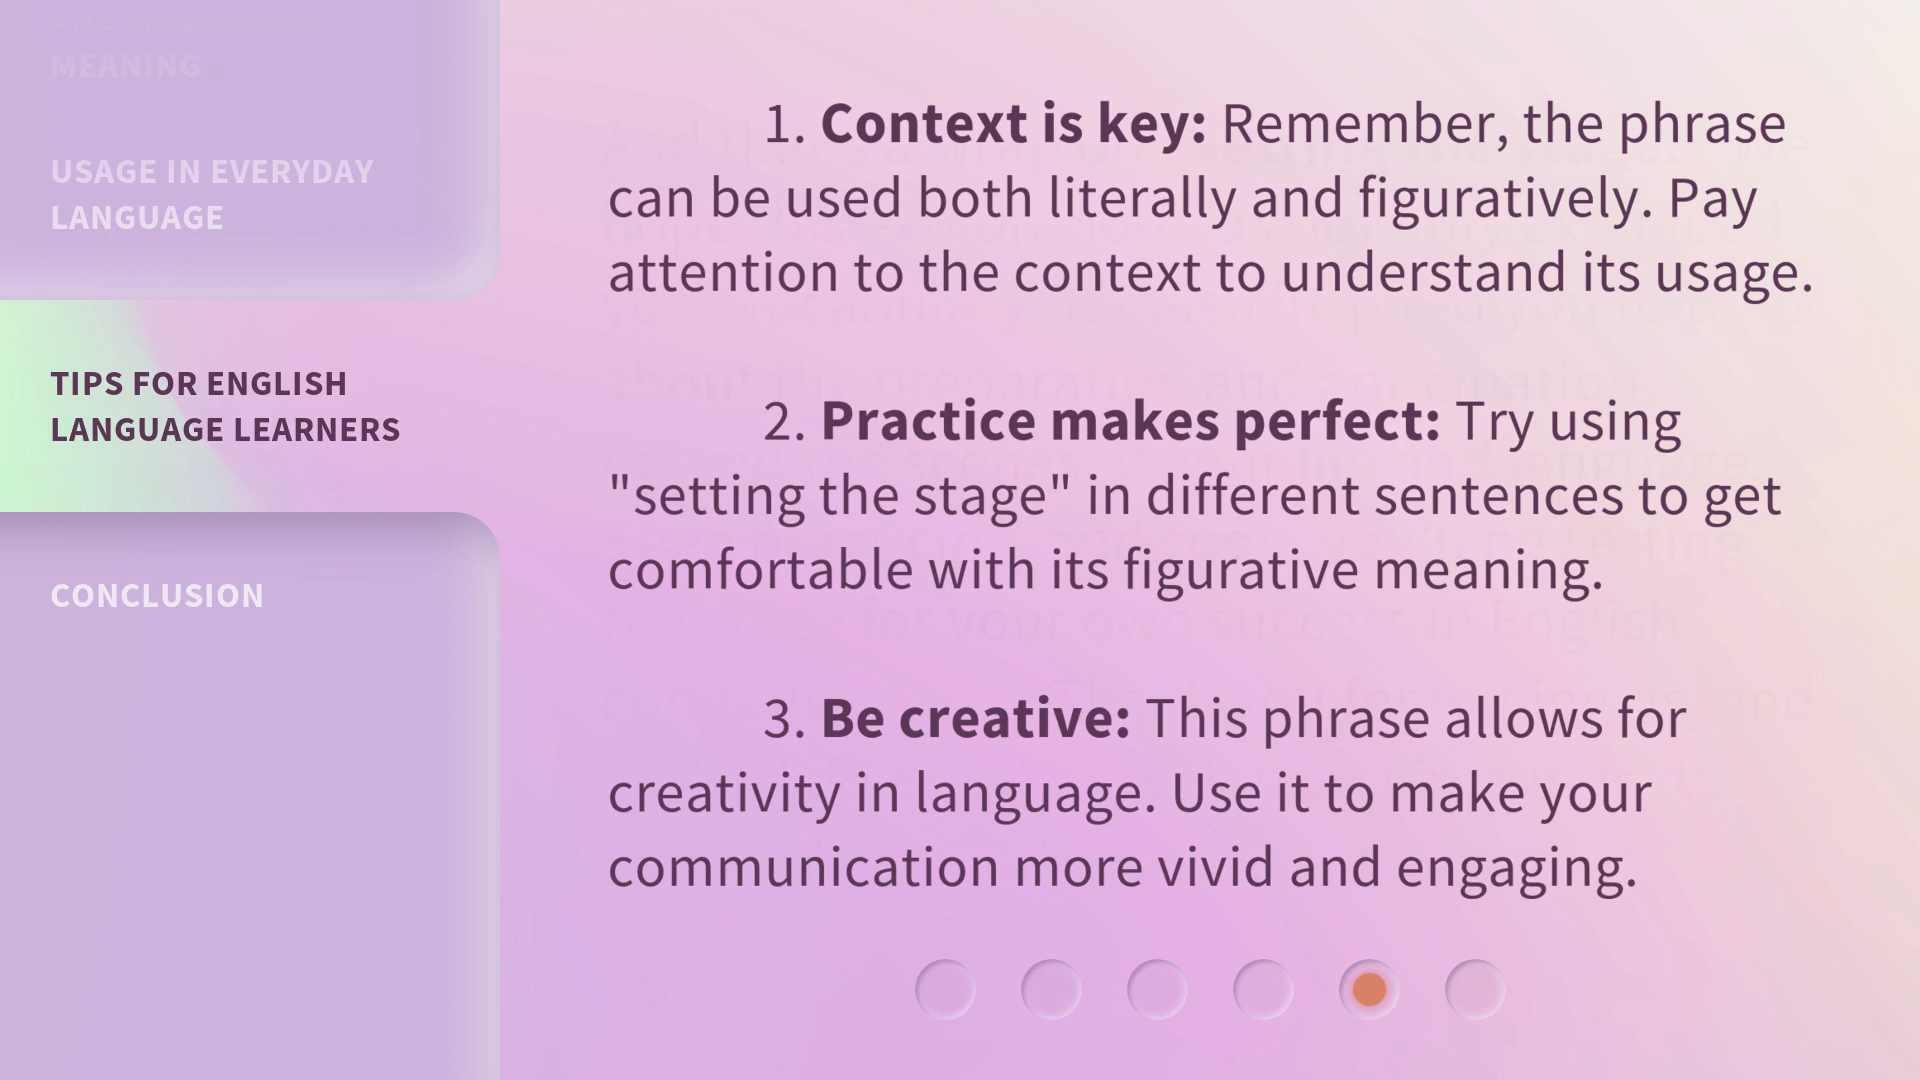 MEANING
USAGE IN EVERYDAY
LANGUAGE
TIPS FOR ENGLISH
LANGUAGE LEARNERS
CONCLUSION
1. Context is key: Remember, the phrase
can be used both literally and figuratively. Pay
attention to the context to understand its usage.
2. Practice makes perfect: Try using
"setting the stage" in different sentences to get
comfortable with its figurative meaning.
3. Be creative: This phrase allows for
creativity in language. Use it to make your
communication more vivid and engaging.